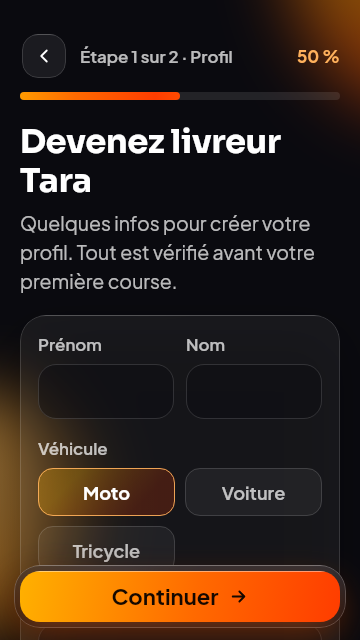 Étape 1 sur 2 · Profil
50 %
Devenez livreur
Tara
Quelques infos pour créer votre
profil. Tout est vérifié avant votre
première course.
Prénom
Nom
Véhicule
Moto
Voiture
Tricycle
Continuer →